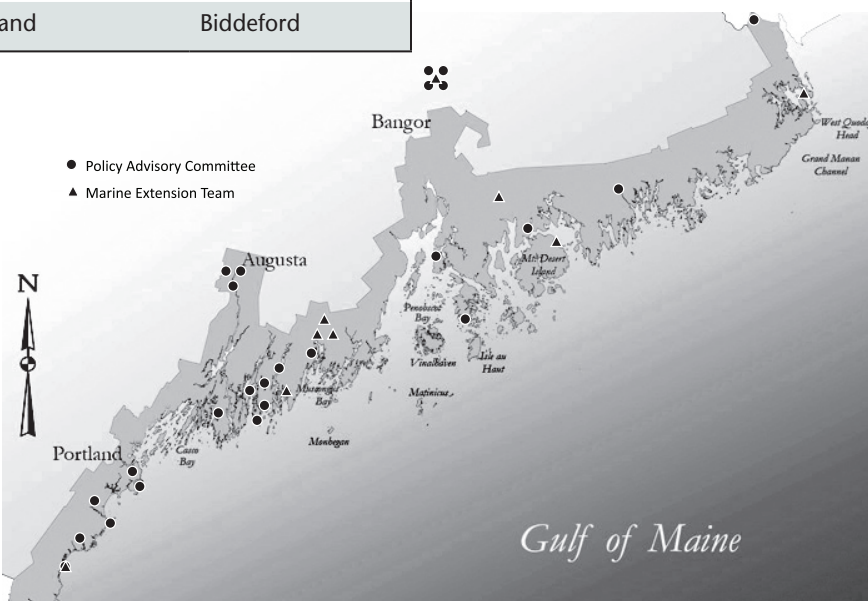 and Biddeford
Bangor
West Quoddy
Head
Grand Manan
Channel
Policy Advisory Committee
Marine Extension Team
Augusta
N
Mt. Desert
Island
Penobscot
Bay
Vinalhaven
Isle au
Haut
Muscongus
Bay
Matinicus
Monhegan
Portland
Casco
Bay
Gulf of Maine